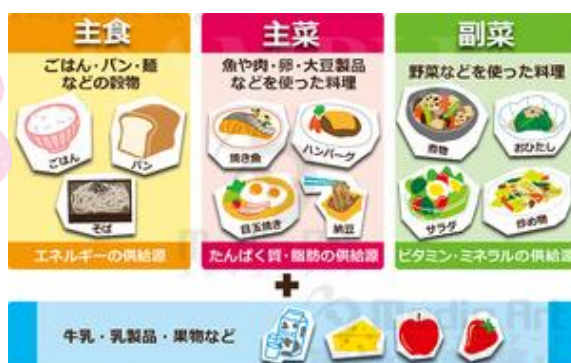 主食
ごはん・パン・麺
などの穀物
ごはん
パン
そば
エネルギーの供給源
主菜
魚や肉・卵・大豆製品
などを使った料理
焼き魚
ハンバーグ
目玉焼き
納豆
たんぱく質・脂肪の供給源
副菜
野菜などを使った料理
煮物
おひたし
サラダ
炒め物
ビタミン・ミネラルの供給源
+
牛乳・乳製品・果物など
Media Art